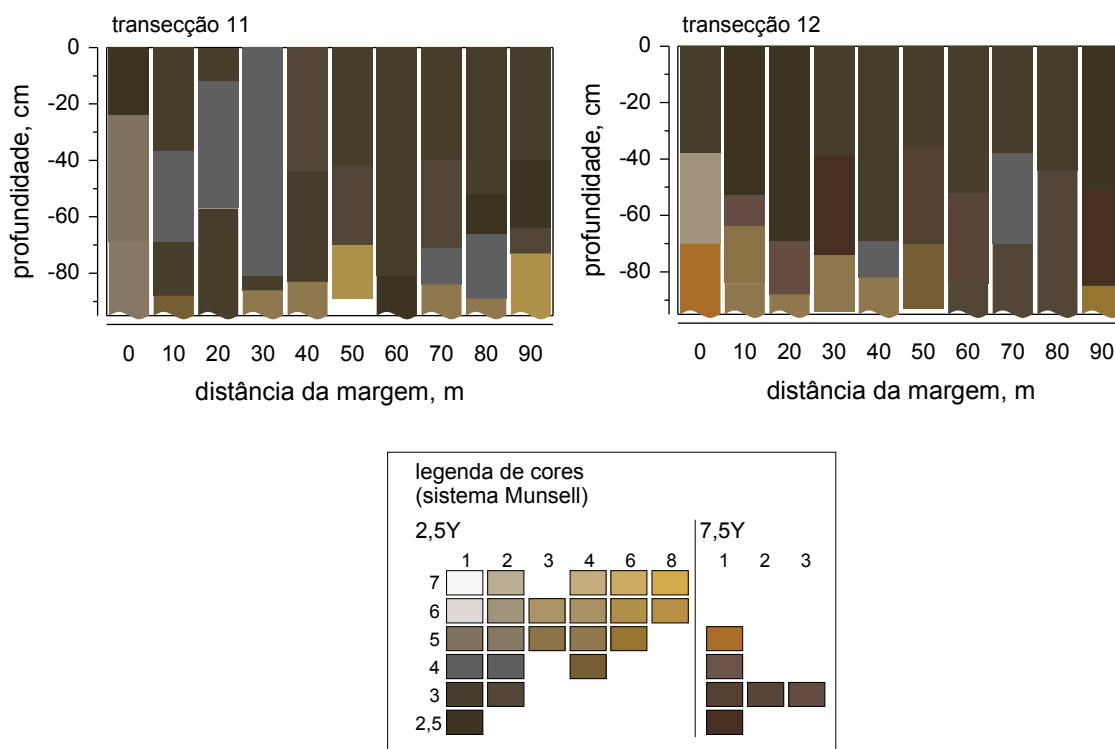 transecção 11
0
-20
-40
-60
-80
profundidade, cm
0 10 20 30 40 50 60 70 80 90
distância da margem, m
transecção 12
0
-20
-40
-60
-80
profundidade, cm
0 10 20 30 40 50 60 70 80 90
distância da margem, m
legenda de cores
(sistema Munsell)
2,5Y 7,5Y
1 2 3 4 6 8 1 2 3
7
6
5
4
3
2,5